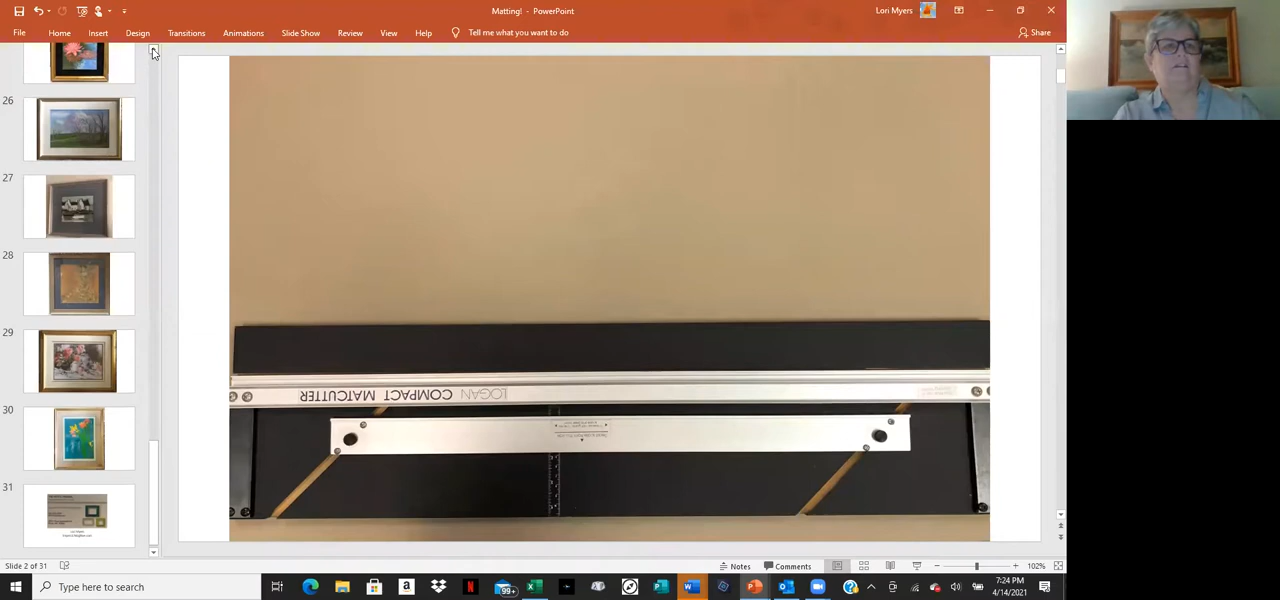 Matting! - PowerPoint
Lori Myers
File Home Insert Design Transitions Animations Slide Show Review View Help Tell me what you want to do
Share
26
27
28
29
30
31
LOGAN COMPACT MATCUTTER
Slide 2 of 31
Notes Comments
102%
Type here to search
99+
7:24 PM
4/14/2021